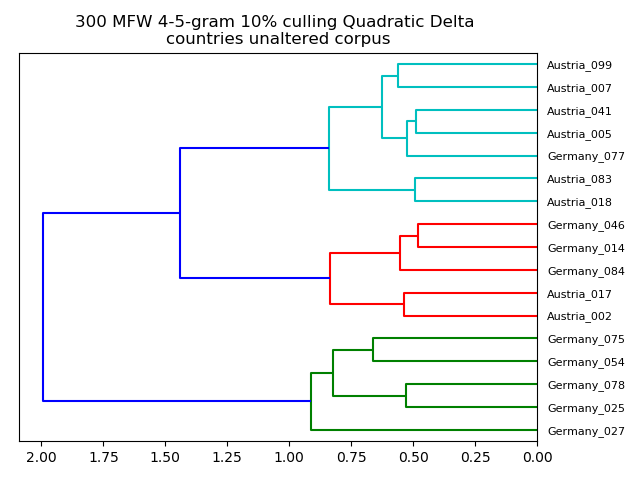 300 MFW 4-5-gram 10% culling Quadratic Delta
countries unaltered corpus
Austria_099
Austria_007
Austria_041
Austria_005
Germany_077
Austria_083
Austria_018
Germany_046
Germany_014
Germany_084
Austria_017
Austria_002
Germany_075
Germany_054
Germany_078
Germany_025
Germany_027
2.00 1.75 1.50 1.25 1.00 0.75 0.50 0.25 0.00